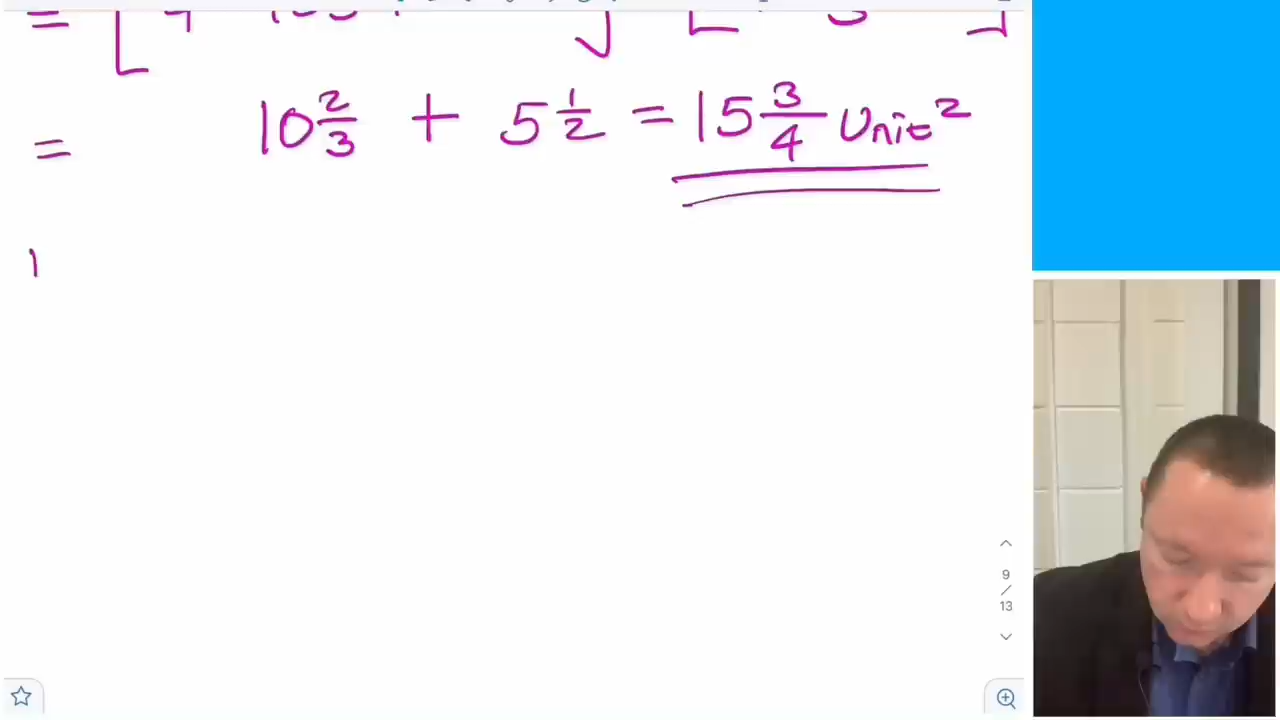 = 10 2/3 + 5 1/2 = 15 3/4 Unit²
9
/
13